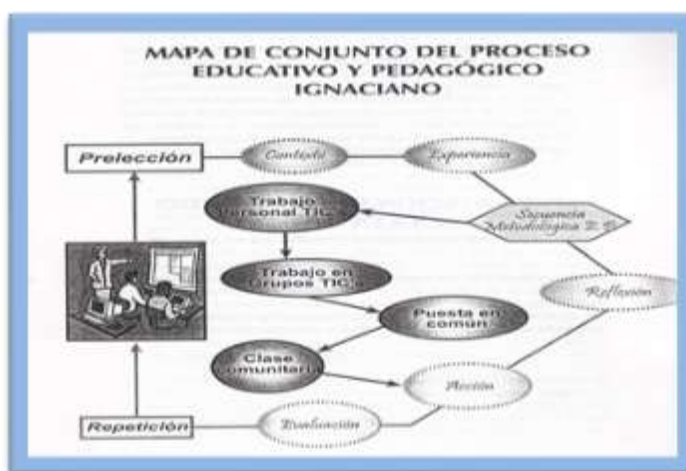 MAPA DE CONJUNTO DEL PROCESO
EDUCATIVO Y PEDAGÓGICO
IGNACIANO
Prelección
Contexto
Experiencia
Trabajo
Personal TIC
Secuencia
Metodológica
Trabajo en
Grupos TIC
Reflexión
Puesta en
común
Clase
comunitaria
Acción
Evaluación
Repetición